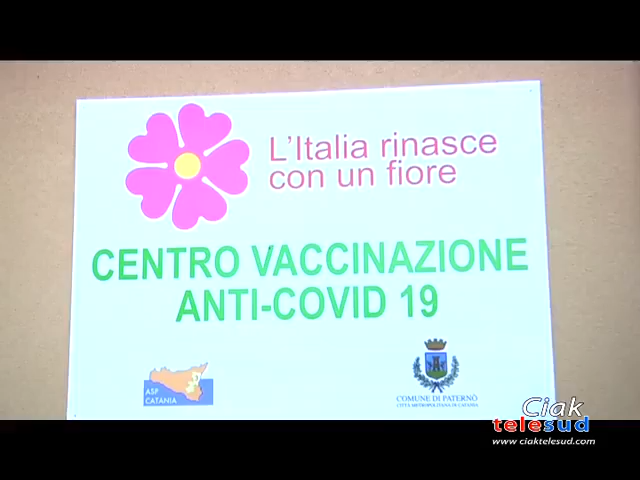 L'Italia rinasce
con un fiore
CENTRO VACCINAZIONE
ANTI-COVID 19
ASP
CATANIA
COMUNE DI PATERNÒ
CITTÀ METROPOLITANA DI CATANIA
Ciak
telesud
www.ciaktelesud.com